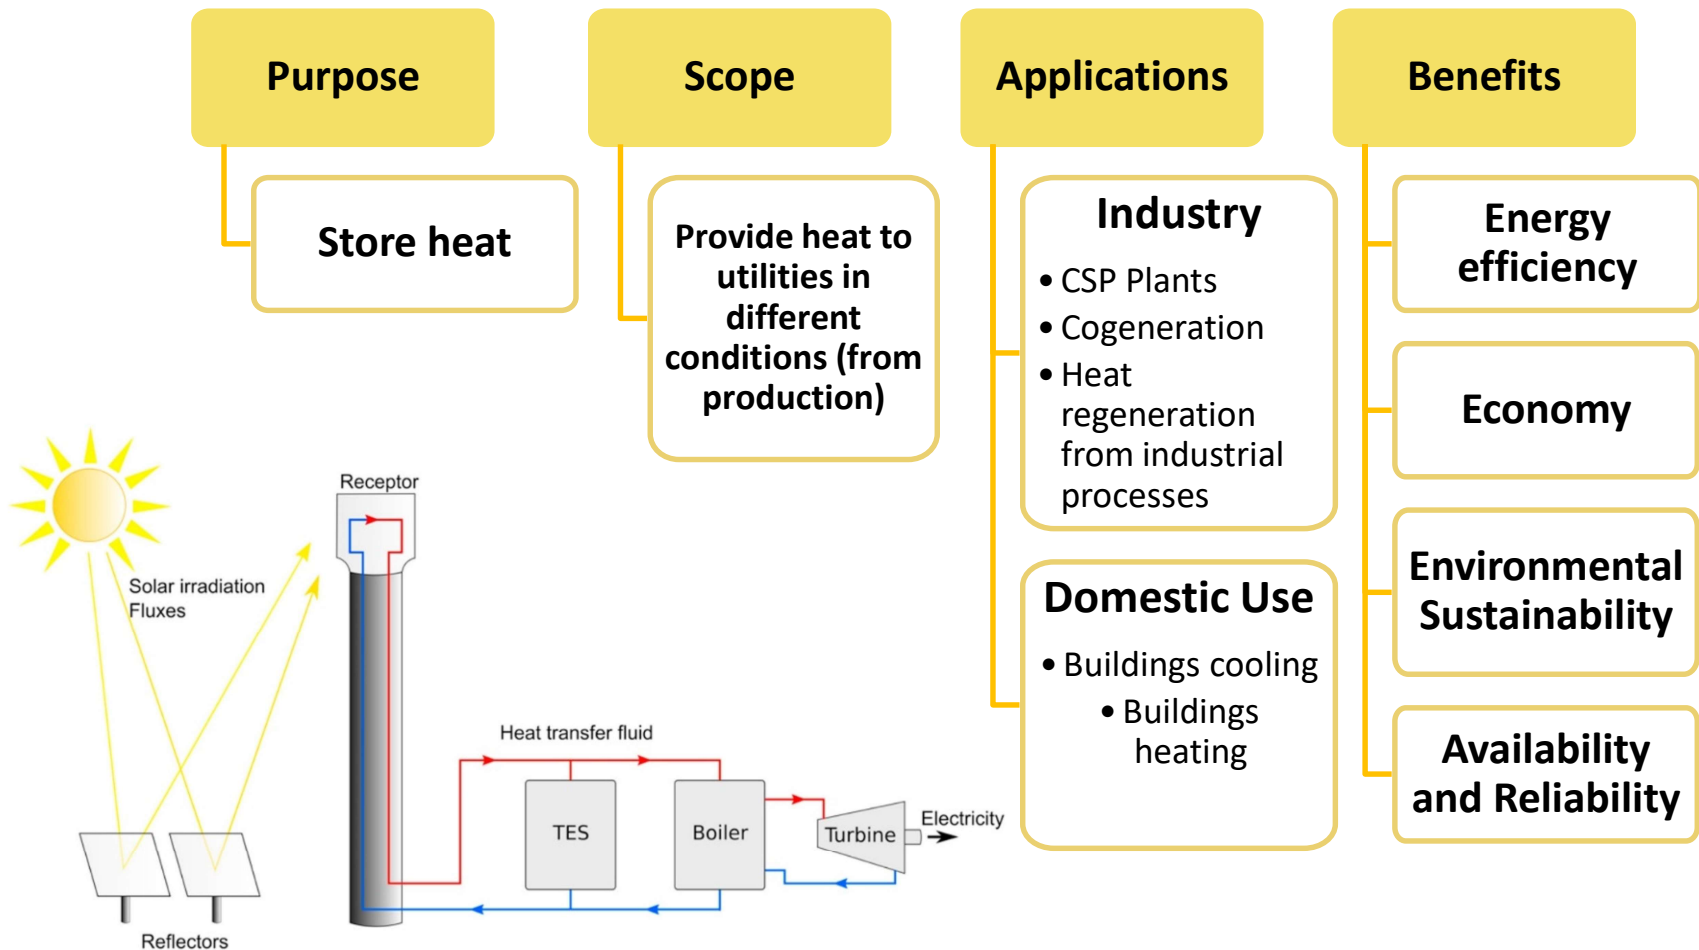 Purpose
Store heat
Scope
Provide heat to
utilities in
different
conditions (from
production)
Applications
Industry
• CSP Plants
• Cogeneration
• Heat
regeneration
from industrial
processes
Domestic Use
• Buildings cooling
• Buildings
heating
Benefits
Energy
efficiency
Economy
Environmental
Sustainability
Availability
and Reliability
Receptor
Solar irradiation
Fluxes
Heat transfer fluid
TES
Boiler
Turbine
Electricity
Reflectors